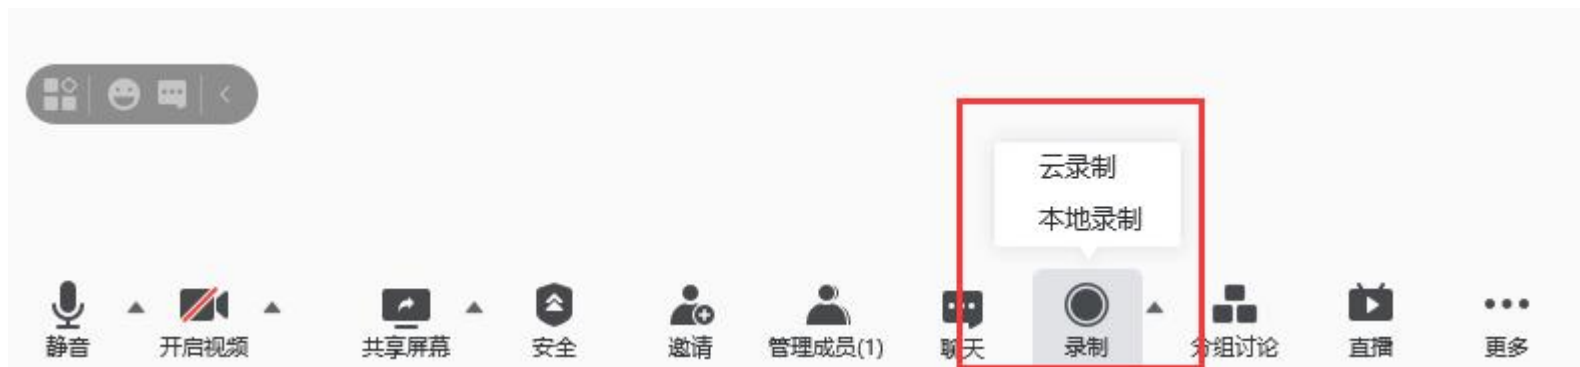 云录制
本地录制
静音
开启视频
共享屏幕
安全
邀请
管理成员(1)
聊天
录制
分组讨论
直播
更多